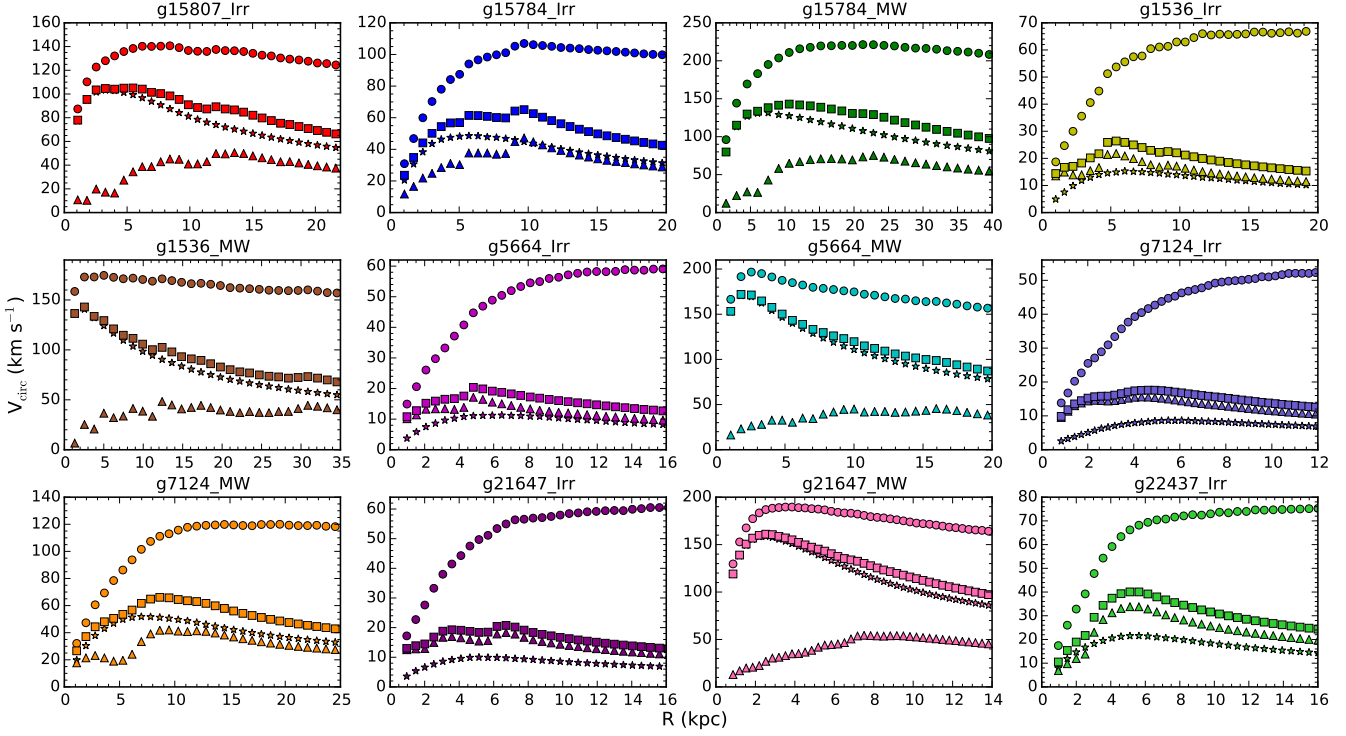 g15807_Irr g15784_Irr g15784_MW g1536_Irr
160 140 120 100 80 60 40 20 0
0 5 10 15 20
120 100 80 60 40 20 0
0 5 10 15 20
250 200 150 100 50 0
0 5 10 15 20 25 30 35 40
70 60 50 40 30 20 10 0
0 5 10 15 20
g1536_MW g5664_Irr g5664_MW g7124_Irr
V_circ (km s⁻¹)
150 100 50 0
0 5 10 15 20 25 30 35
60 50 40 30 20 10 0
0 2 4 6 8 10 12 14 16
200 150 100 50 0
0 5 10 15 20
50 40 30 20 10 0
0 2 4 6 8 10 12
g7124_MW g21647_Irr g21647_MW g22437_Irr
140 120 100 80 60 40 20 0
0 5 10 15 20 25
60 50 40 30 20 10 0
0 2 4 6 8 10 12 14 16
200 150 100 50 0
0 2 4 6 8 10 12 14
80 70 60 50 40 30 20 10 0
0 2 4 6 8 10 12 14 16
R (kpc)